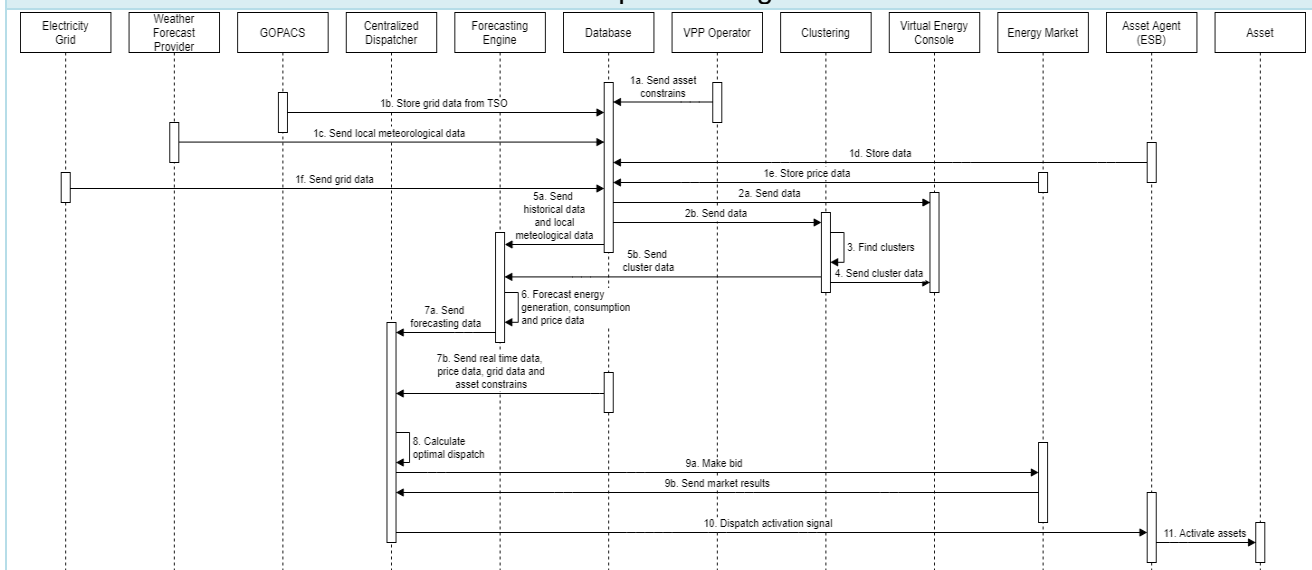 Electricity
Grid
Weather
Forecast
Provider
GOPACS
Centralized
Dispatcher
Forecasting
Engine
Database
VPP Operator
Clustering
Virtual Energy
Console
Energy Market
Asset Agent
(ESB)
Asset
1a. Send asset
constrains
1b. Store grid data from TSO
1c. Send local meteorological data
1d. Store data
1e. Store price data
1f. Send grid data
2a. Send data
5a. Send
historical data
and local
meteological data
2b. Send data
3. Find clusters
5b. Send
cluster data
4. Send cluster data
6. Forecast energy
generation, consumption
and price data
7a. Send
forecasting data
7b. Send real time data,
price data, grid data and
asset constrains
8. Calculate
optimal dispatch
9a. Make bid
9b. Send market results
10. Dispatch activation signal
11. Activate assets